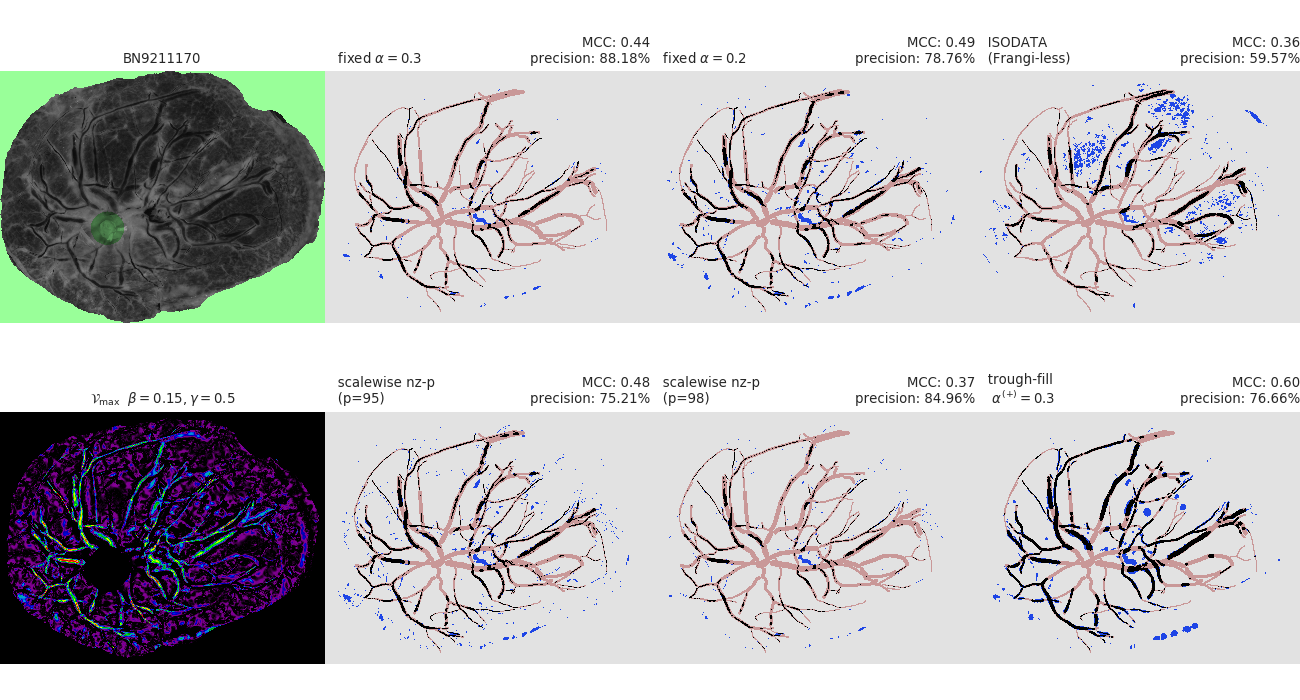 BN9211170
fixed α = 0.3
MCC: 0.44
precision: 88.18%
fixed α = 0.2
MCC: 0.49
precision: 78.76%
ISODATA
(Frangi-less)
MCC: 0.36
precision: 59.57%
𝒱max β = 0.15, γ = 0.5
scalewise nz-p
(p=95)
MCC: 0.48
precision: 75.21%
scalewise nz-p
(p=98)
MCC: 0.37
precision: 84.96%
trough-fill
α(+) = 0.3
MCC: 0.60
precision: 76.66%